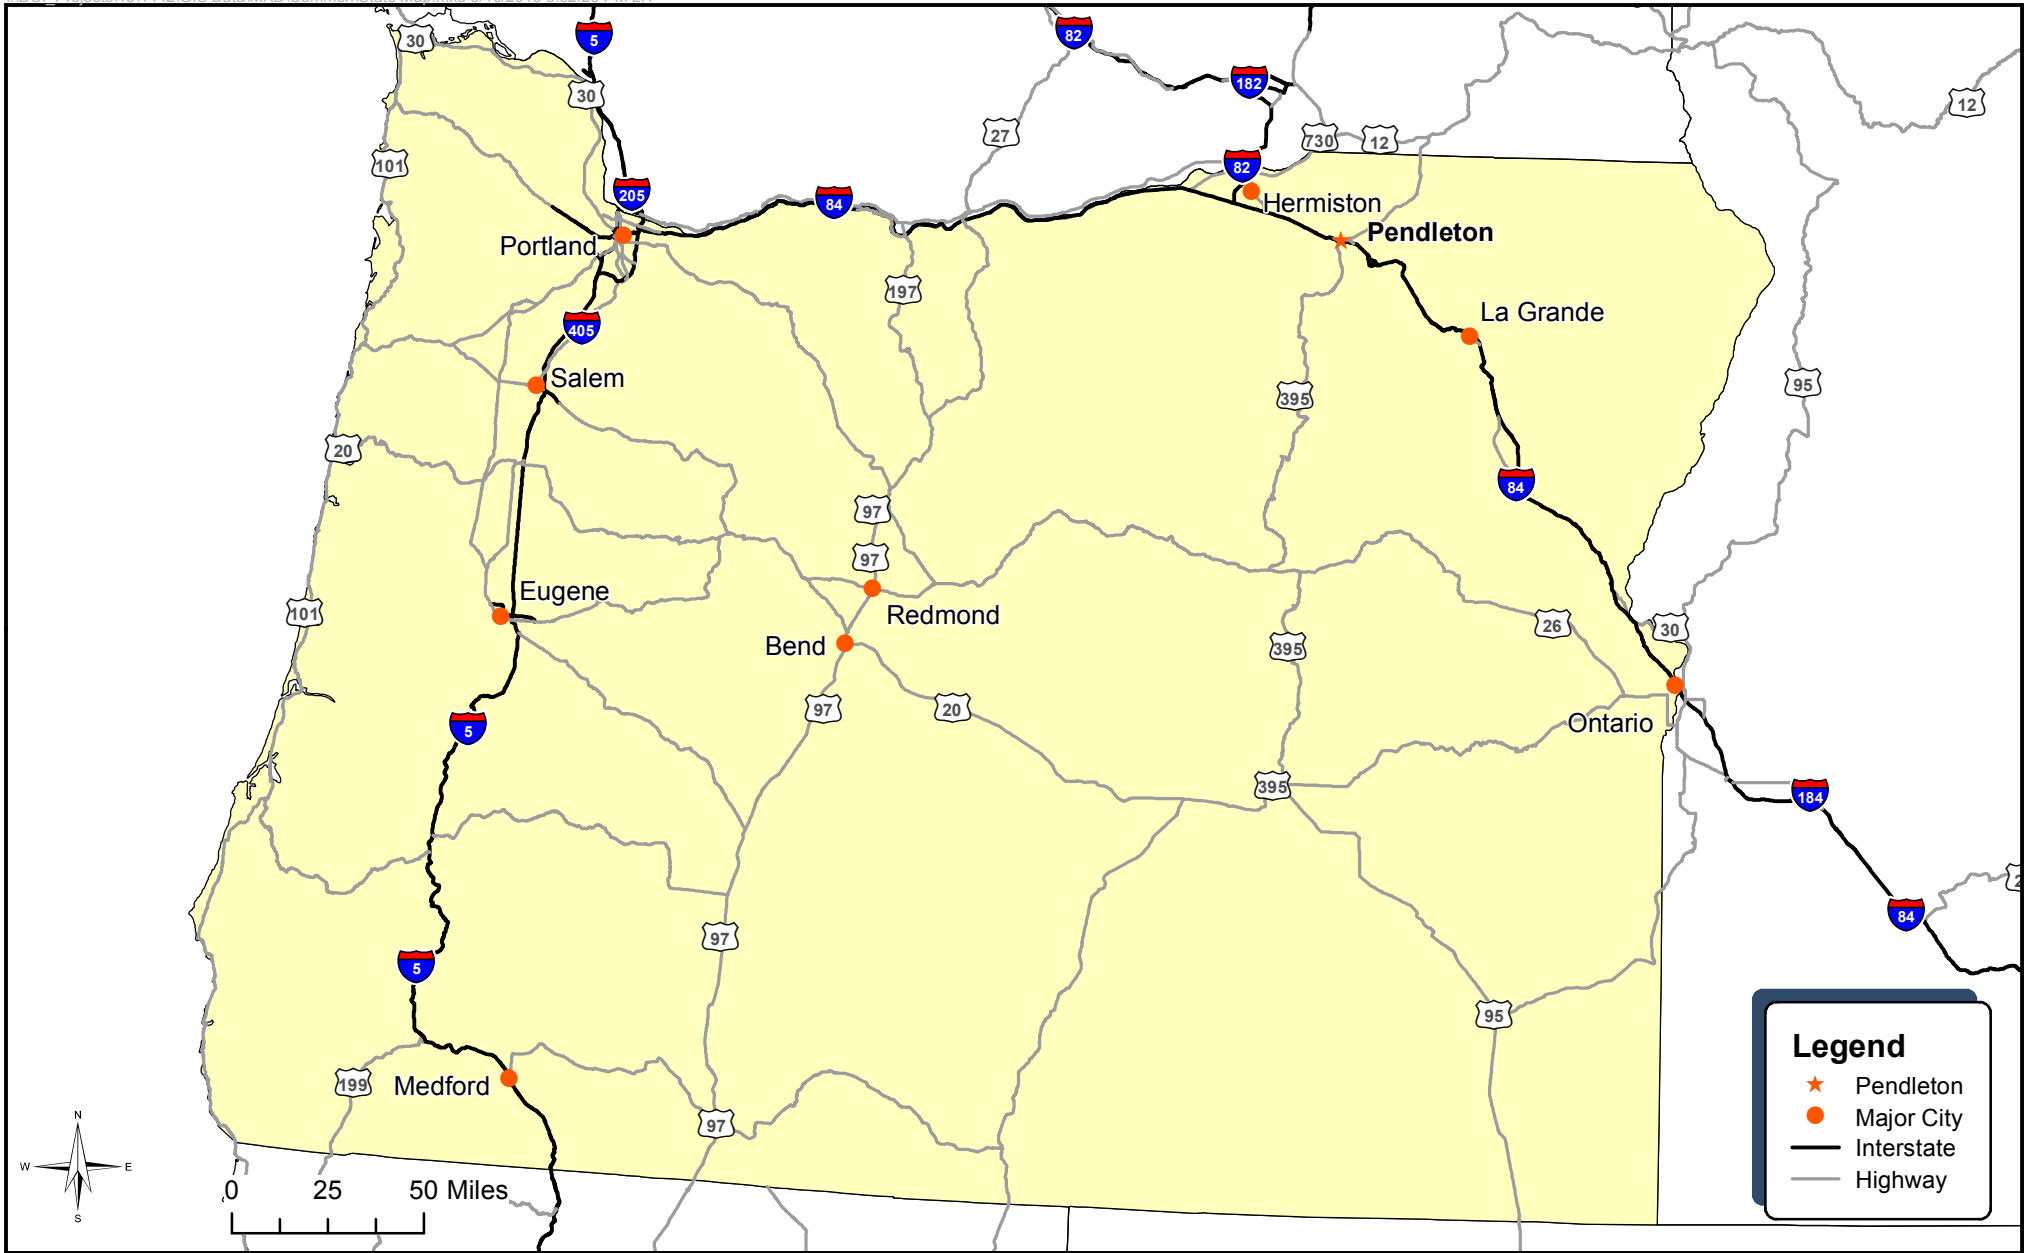 30
5
82
182
12
30
27
730
12
101
82
205
84
Hermiston
Portland
Pendleton
197
La Grande
405
Salem
395
95
20
84
97
97
Eugene
101
Redmond
Bend
26
30
395
97
20
Ontario
5
395
184
84
97
5
95
199
Medford
97
Legend
Pendleton
Major City
Interstate
Highway
N
W E
S
0 25 50 Miles